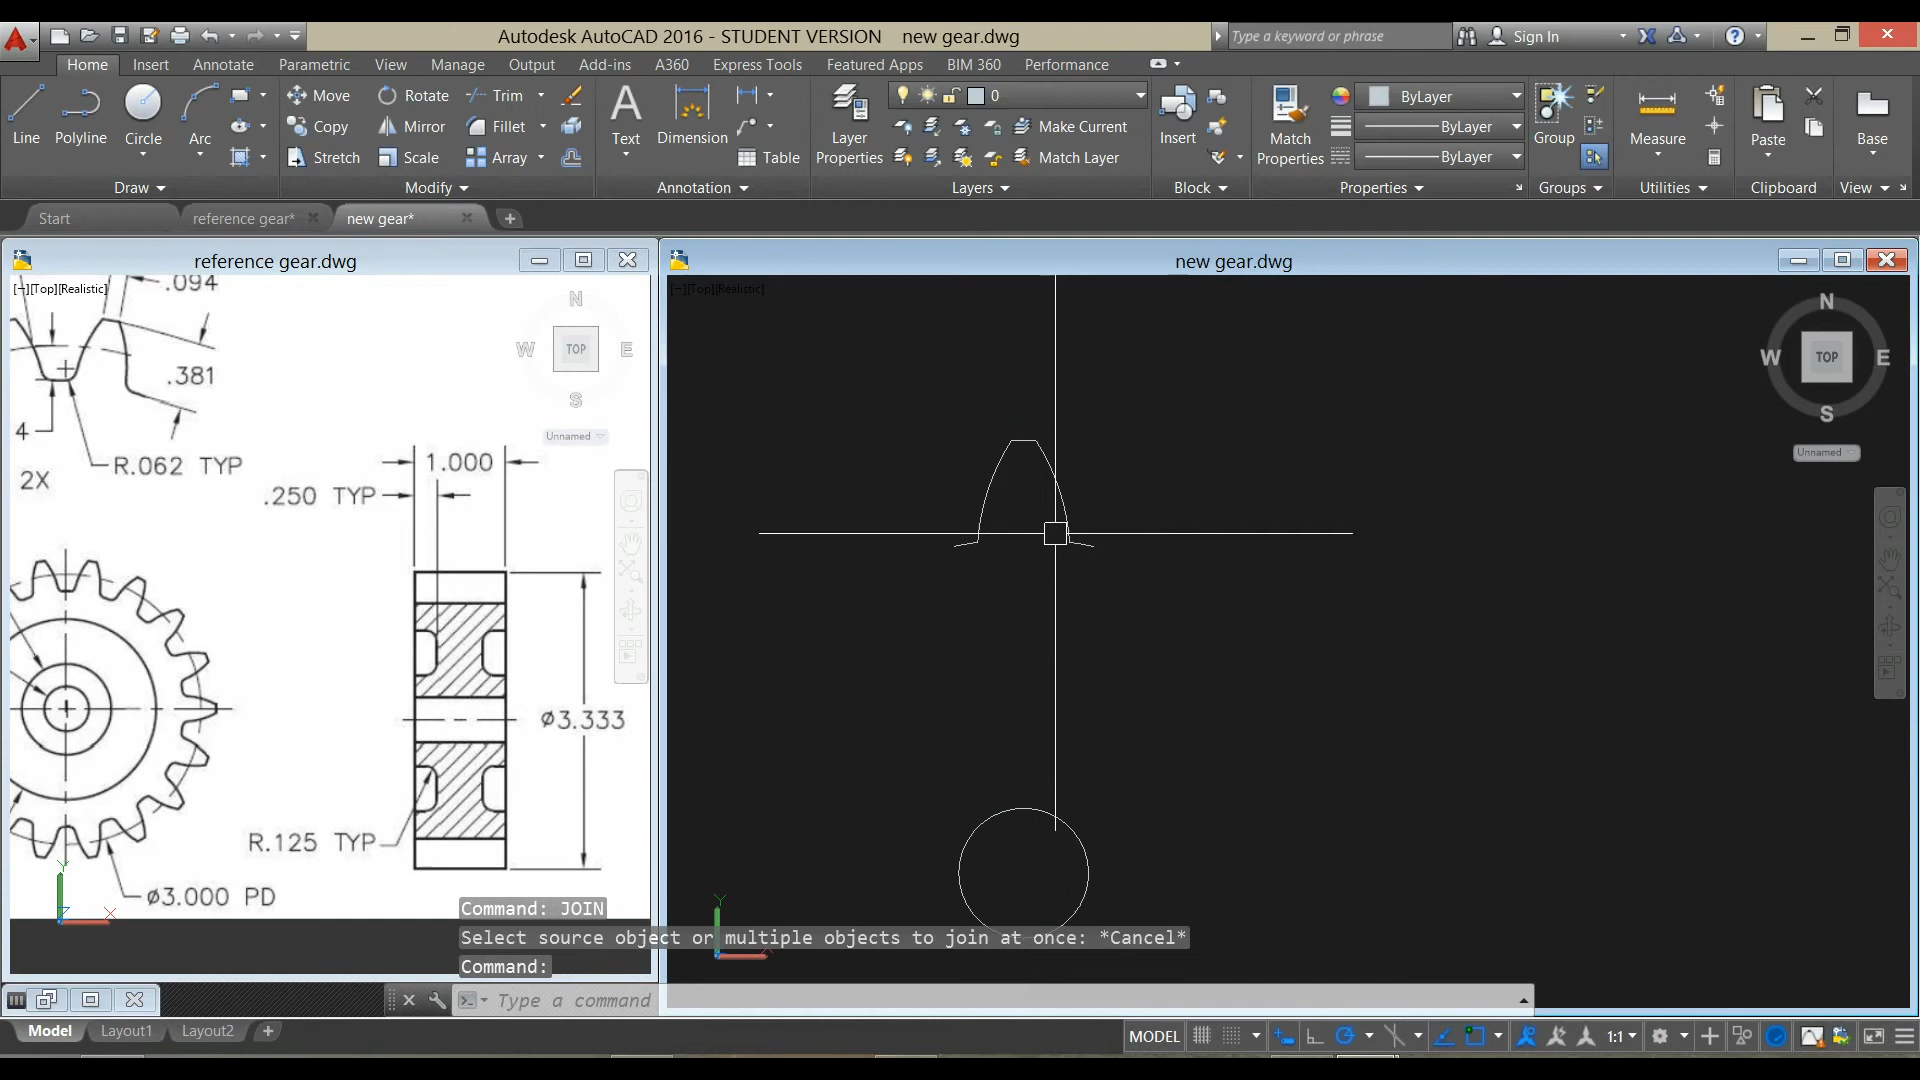 Autodesk AutoCAD 2016 - STUDENT VERSION new gear.dwg
Type a keyword or phrase
Sign In
Home Insert Annotate Parametric View Manage Output Add-ins A360 Express Tools Featured Apps BIM 360 Performance
Line Polyline Circle Arc
Move Rotate Trim
Copy Mirror Fillet
Stretch Scale Array
Text Dimension Table
Layer Properties
0
Make Current
Match Layer
Insert
Match Properties
ByLayer
ByLayer
ByLayer
Group Measure Paste Base
Draw Modify Annotation Layers Block Properties Groups Utilities Clipboard View
Start reference gear* new gear*
reference gear.dwg
new gear.dwg
[−][Top][Realistic]
[−][Top][Realistic]
.094
.381
4
R.062 TYP
2X
N
W TOP E
S
Unnamed
1.000
.250 TYP
ø3.333
R.125 TYP
ø3.000 PD
Y
X
N
W TOP E
S
Unnamed
Y
X
Command: JOIN
Select source object or multiple objects to join at once: *Cancel*
Command:
Type a command
Model Layout1 Layout2
MODEL
1:1